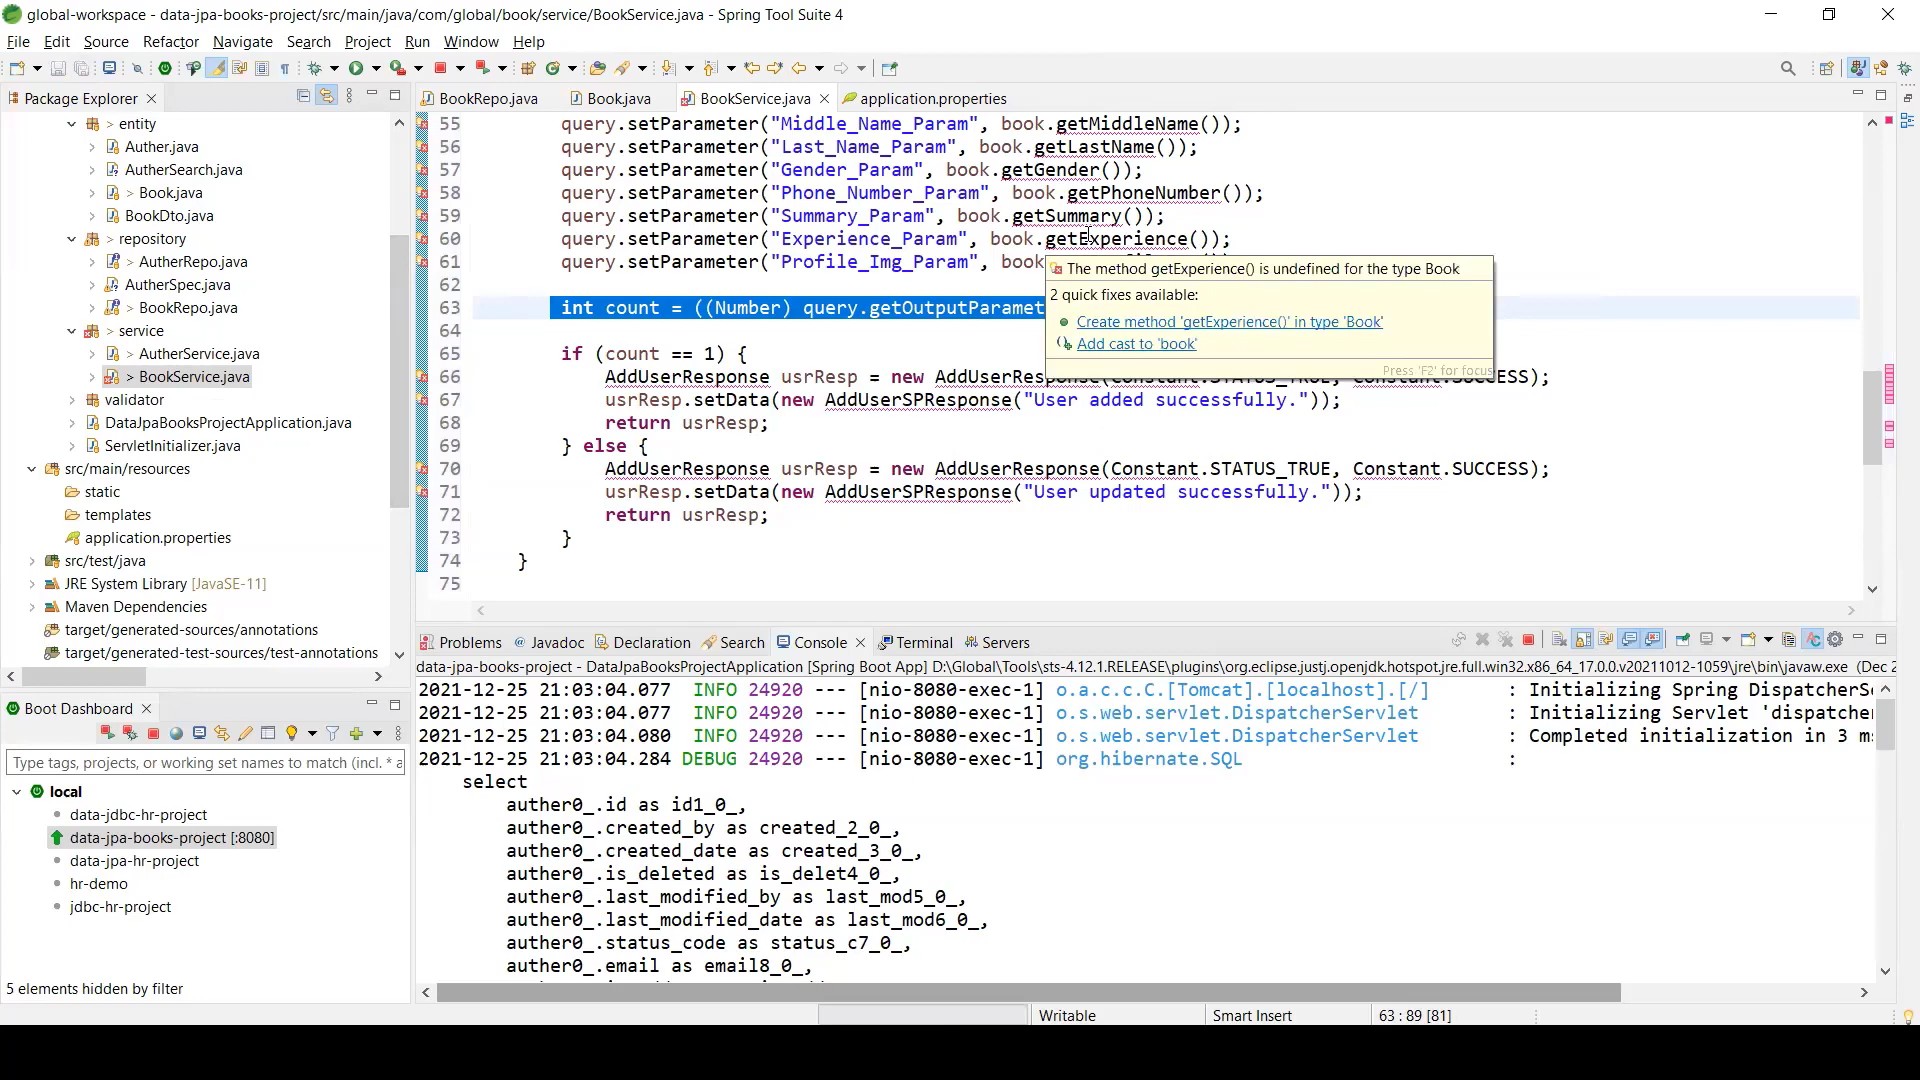 global-workspace - data-jpa-books-project/src/main/java/com/global/book/service/BookService.java - Spring Tool Suite 4
File Edit Source Refactor Navigate Search Project Run Window Help
Package Explorer
> entity
Auther.java
AutherSearch.java
> Book.java
BookDto.java
> repository
> AutherRepo.java
AutherSpec.java
> BookRepo.java
> service
> AutherService.java
> BookService.java
validator
DataJpaBooksProjectApplication.java
ServletInitializer.java
src/main/resources
static
templates
application.properties
src/test/java
JRE System Library [JavaSE-11]
Maven Dependencies
target/generated-sources/annotations
target/generated-test-sources/test-annotations
BookRepo.java Book.java BookService.java application.properties
55 query.setParameter("Middle_Name_Param", book.getMiddleName());
56 query.setParameter("Last_Name_Param", book.getLastName());
57 query.setParameter("Gender_Param", book.getGender());
58 query.setParameter("Phone_Number_Param", book.getPhoneNumber());
59 query.setParameter("Summary_Param", book.getSummary());
60 query.setParameter("Experience_Param", book.getExperience());
61 query.setParameter("Profile_Img_Param", book
62
63 int count = ((Number) query.getOutputParamet
64
65 if (count == 1) {
66 AddUserResponse usrResp = new AddUserResponse(Constant.STATUS_TRUE, Constant.SUCCESS);
67 usrResp.setData(new AddUserSPResponse("User added successfully."));
68 return usrResp;
69 } else {
70 AddUserResponse usrResp = new AddUserResponse(Constant.STATUS_TRUE, Constant.SUCCESS);
71 usrResp.setData(new AddUserSPResponse("User updated successfully."));
72 return usrResp;
73 }
74 }
75
The method getExperience() is undefined for the type Book
2 quick fixes available:
Create method 'getExperience()' in type 'Book'
Add cast to 'book'
Press 'F2' for focus
Problems Javadoc Declaration Search Console Terminal Servers
data-jpa-books-project - DataJpaBooksProjectApplication [Spring Boot App] D:\Global\Tools\sts-4.12.1.RELEASE\plugins\org.eclipse.justj.openjdk.hotspot.jre.full.win32.x86_64_17.0.0.v20211012-1059\jre\bin\javaw.exe (Dec 2
2021-12-25 21:03:04.077 INFO 24920 --- [nio-8080-exec-1] o.a.c.c.C.[Tomcat].[localhost].[/] : Initializing Spring DispatcherSe
2021-12-25 21:03:04.077 INFO 24920 --- [nio-8080-exec-1] o.s.web.servlet.DispatcherServlet : Initializing Servlet 'dispatcher
2021-12-25 21:03:04.080 INFO 24920 --- [nio-8080-exec-1] o.s.web.servlet.DispatcherServlet : Completed initialization in 3 m
2021-12-25 21:03:04.284 DEBUG 24920 --- [nio-8080-exec-1] org.hibernate.SQL :
select
auther0_.id as id1_0_,
auther0_.created_by as created_2_0_,
auther0_.created_date as created_3_0_,
auther0_.is_deleted as is_delet4_0_,
auther0_.last_modified_by as last_mod5_0_,
auther0_.last_modified_date as last_mod6_0_,
auther0_.status_code as status_c7_0_,
auther0_.email as email8_0_,
Boot Dashboard
Type tags, projects, or working set names to match (incl. * a
local
data-jdbc-hr-project
data-jpa-books-project [:8080]
data-jpa-hr-project
hr-demo
jdbc-hr-project
5 elements hidden by filter
Writable Smart Insert 63 : 89 [81]